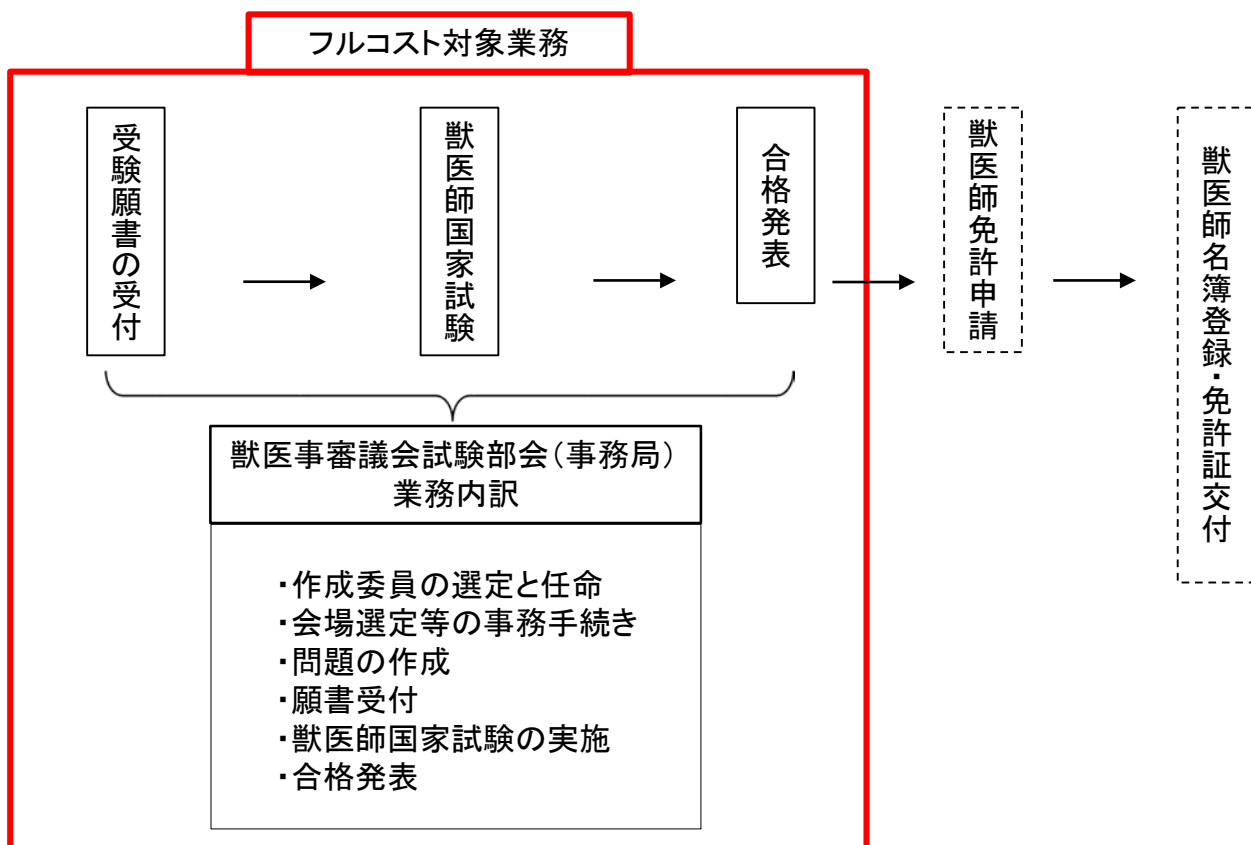 フルコスト対象業務
受験願書の受付
獣医師国家試験
合格発表
獣医師免許申請
獣医師名簿登録・免許証交付
獣医事審議会試験部会(事務局)
業務内訳
・作成委員の選定と任命
・会場選定等の事務手続き
・問題の作成
・願書受付
・獣医師国家試験の実施
・合格発表